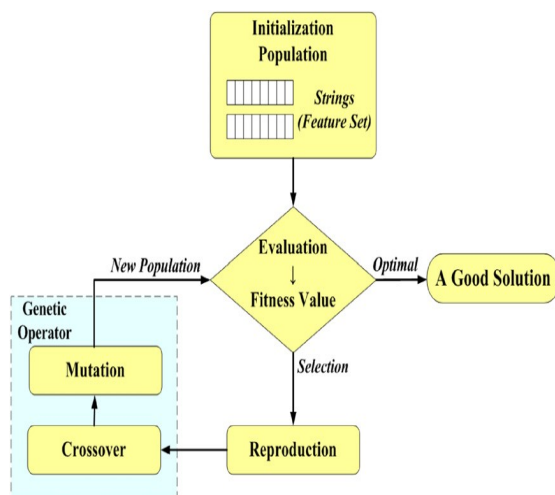 Initialization
Population
Strings
(Feature Set)
Evaluation
↓
Fitness Value
New Population
Optimal
A Good Solution
Genetic
Operator
Mutation
Selection
Crossover
Reproduction